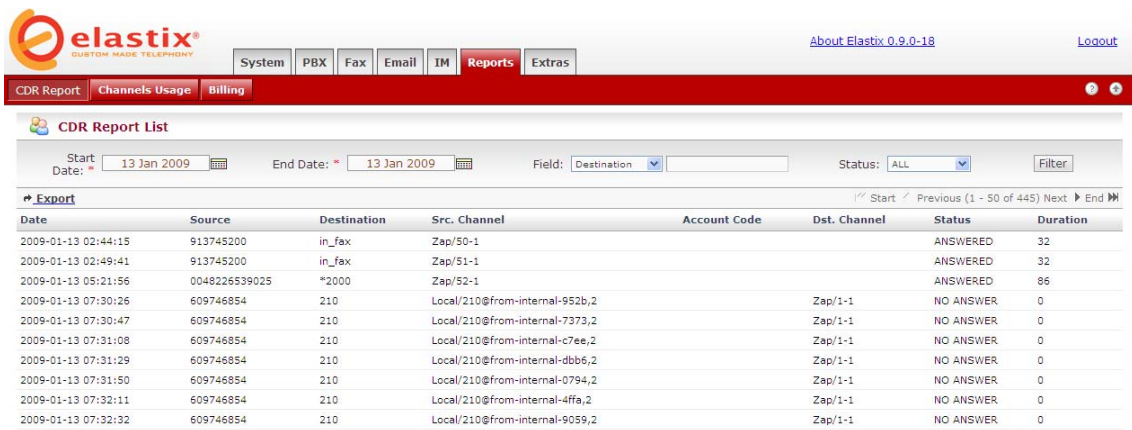 elastix®
CUSTOM MADE TELEPHONY
About Elastix 0.9.0-18 Logout
System PBX Fax Email IM Reports Extras
CDR Report Channels Usage Billing
CDR Report List
Start Date: * 13 Jan 2009 End Date: * 13 Jan 2009 Field: Destination Status: ALL Filter
Export Start Previous (1 - 50 of 445) Next End
Date Source Destination Src. Channel Account Code Dst. Channel Status Duration
2009-01-13 02:44:15 913745200 in_fax Zap/50-1 ANSWERED 32
2009-01-13 02:49:41 913745200 in_fax Zap/51-1 ANSWERED 32
2009-01-13 05:21:56 0048226539025 *2000 Zap/52-1 ANSWERED 86
2009-01-13 07:30:26 609746854 210 Local/210@from-internal-952b,2 Zap/1-1 NO ANSWER 0
2009-01-13 07:30:47 609746854 210 Local/210@from-internal-7373,2 Zap/1-1 NO ANSWER 0
2009-01-13 07:31:08 609746854 210 Local/210@from-internal-c7ee,2 Zap/1-1 NO ANSWER 0
2009-01-13 07:31:29 609746854 210 Local/210@from-internal-dbb6,2 Zap/1-1 NO ANSWER 0
2009-01-13 07:31:50 609746854 210 Local/210@from-internal-0794,2 Zap/1-1 NO ANSWER 0
2009-01-13 07:32:11 609746854 210 Local/210@from-internal-4ffa,2 Zap/1-1 NO ANSWER 0
2009-01-13 07:32:32 609746854 210 Local/210@from-internal-9059,2 Zap/1-1 NO ANSWER 0